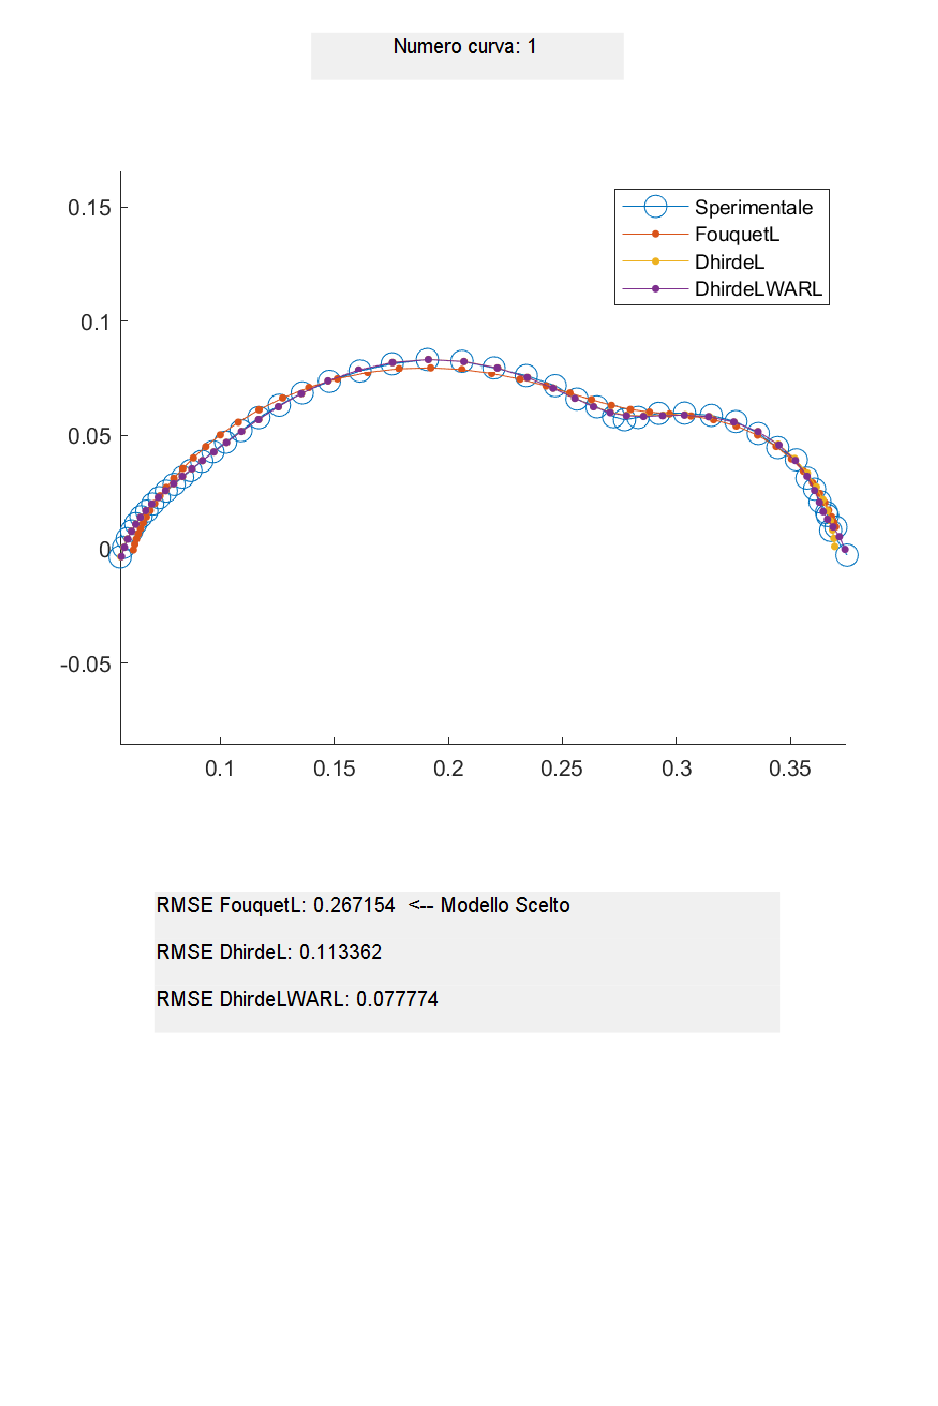 Numero curva: 1
0.15
0.1
0.05
0
-0.05
0.1 0.15 0.2 0.25 0.3 0.35
Sperimentale
FouquetL
DhirdeL
DhirdeLWARL
RMSE FouquetL: 0.267154 <-- Modello Scelto
RMSE DhirdeL: 0.113362
RMSE DhirdeLWARL: 0.077774